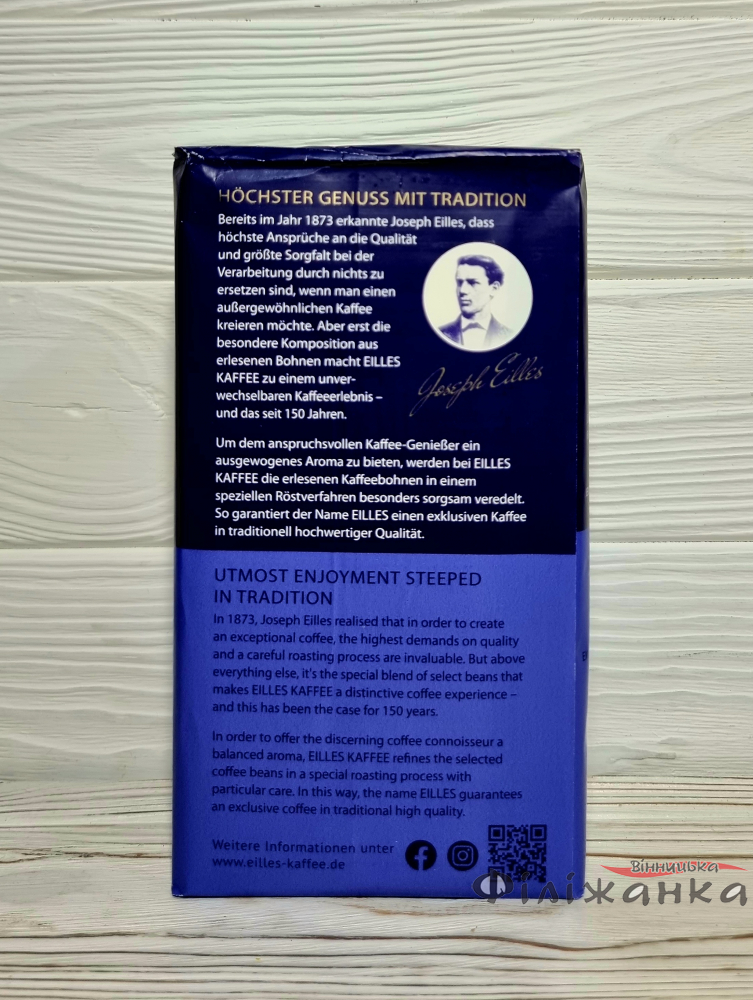 HÖCHSTER GENUSS MIT TRADITION
Bereits im Jahr 1873 erkannte Joseph Eilles, dass
höchste Ansprüche an die Qualität
und größte Sorgfalt bei der
Verarbeitung durch nichts zu
ersetzen sind, wenn man einen
außergewöhnlichen Kaffee
kreieren möchte. Aber erst die
besondere Komposition aus
erlesenen Bohnen macht EILLES
KAFFEE zu einem unver-
wechselbaren Kaffeeerlebnis –
und das seit 150 Jahren.
Joseph Eilles
Um dem anspruchsvollen Kaffee-Genießer ein
ausgewogenes Aroma zu bieten, werden bei EILLES
KAFFEE die erlesenen Kaffeebohnen in einem
speziellen Röstverfahren besonders sorgsam veredelt.
So garantiert der Name EILLES einen exklusiven Kaffee
in traditionell hochwertiger Qualität.
UTMOST ENJOYMENT STEEPED
IN TRADITION
In 1873, Joseph Eilles realised that in order to create
an exceptional coffee, the highest demands on quality
and a careful roasting process are invaluable. But above
everything else, it's the special blend of select beans that
makes EILLES KAFFEE a distinctive coffee experience –
and this has been the case for 150 years.
In order to offer the discerning coffee connoisseur a
balanced aroma, EILLES KAFFEE refines the selected
coffee beans in a special roasting process with
particular care. In this way, the name EILLES guarantees
an exclusive coffee in traditional high quality.
Weitere Informationen unter
www.eilles-kaffee.de
Вінницька
Філіжанка